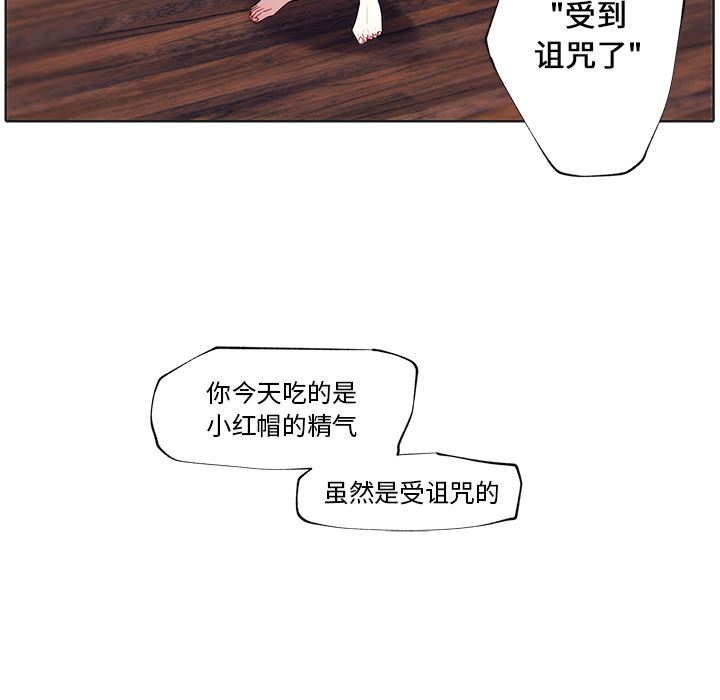 "受到
诅咒了"
你今天吃的是
小红帽的精气
虽然是受诅咒的